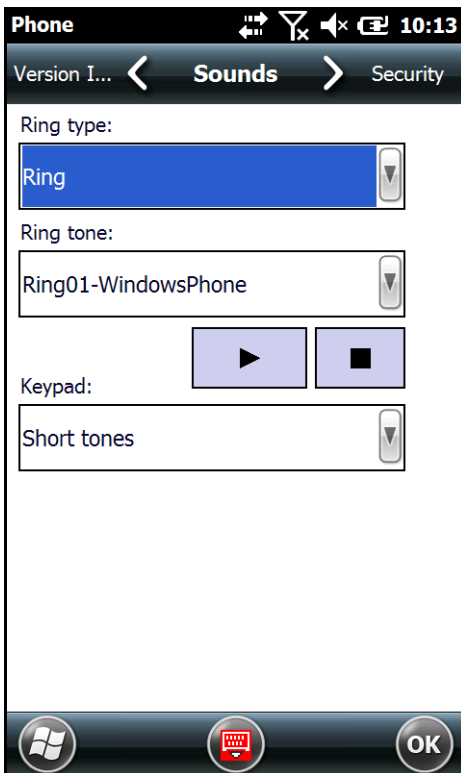 Phone 10:13
Version I... Sounds Security
Ring type:
Ring
Ring tone:
Ring01-WindowsPhone
Keypad:
Short tones
OK